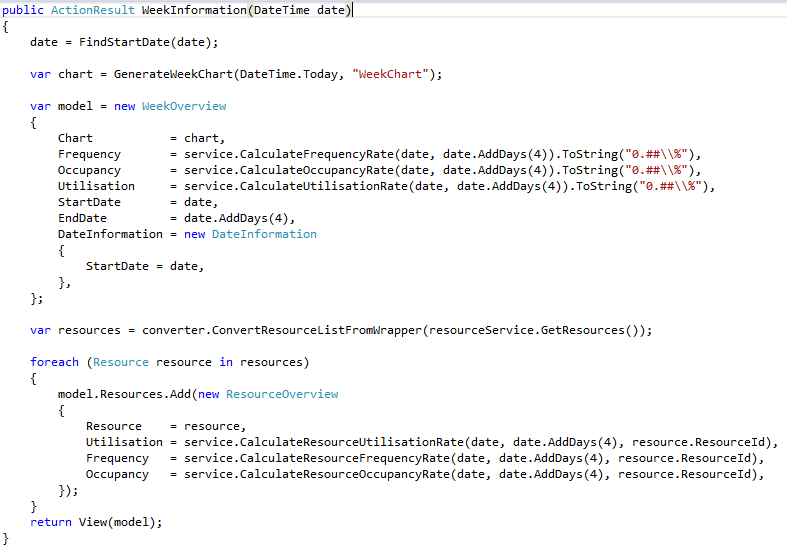 public ActionResult WeekInformation(DateTime date)
{
    date = FindStartDate(date);

    var chart = GenerateWeekChart(DateTime.Today, "WeekChart");

    var model = new WeekOverview
    {
        Chart           = chart,
        Frequency       = service.CalculateFrequencyRate(date, date.AddDays(4)).ToString("0.##\\%"),
        Occupancy       = service.CalculateOccupancyRate(date, date.AddDays(4)).ToString("0.##\\%"),
        Utilisation     = service.CalculateUtilisationRate(date, date.AddDays(4)).ToString("0.##\\%"),
        StartDate       = date,
        EndDate         = date.AddDays(4),
        DateInformation = new DateInformation
        {
            StartDate = date,
        },
    };

    var resources = converter.ConvertResourceListFromWrapper(resourceService.GetResources());

    foreach (Resource resource in resources)
    {
        model.Resources.Add(new ResourceOverview
        {
            Resource    = resource,
            Utilisation = service.CalculateResourceUtilisationRate(date, date.AddDays(4), resource.ResourceId),
            Frequency   = service.CalculateResourceFrequencyRate(date, date.AddDays(4), resource.ResourceId),
            Occupancy   = service.CalculateResourceOccupancyRate(date, date.AddDays(4), resource.ResourceId),
        });
    }
    return View(model);
}